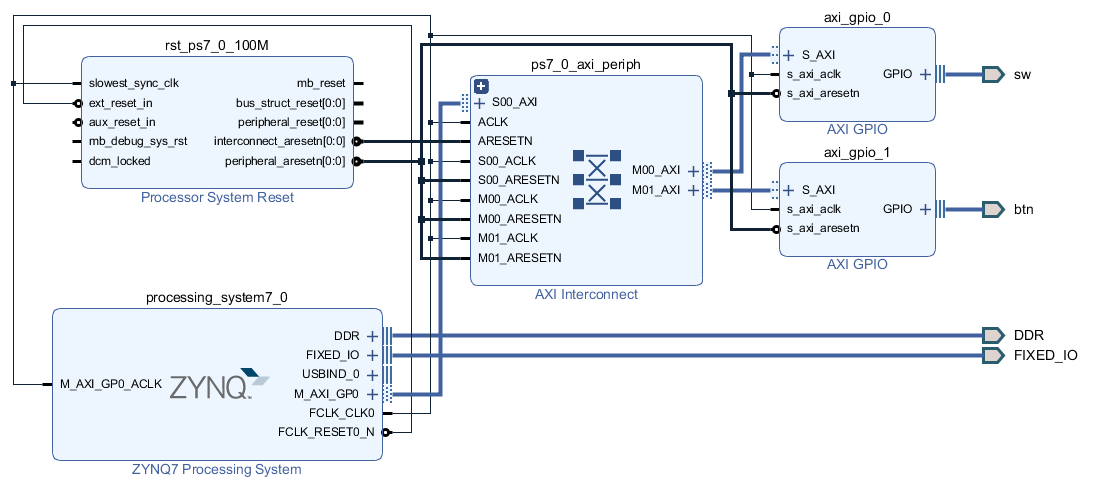 rst_ps7_0_100M
slowest_sync_clk
ext_reset_in
aux_reset_in
mb_debug_sys_rst
dcm_locked
mb_reset
bus_struct_reset[0:0]
peripheral_reset[0:0]
interconnect_aresetn[0:0]
peripheral_aresetn[0:0]
Processor System Reset
ps7_0_axi_periph
S00_AXI
ACLK
ARESETN
S00_ACLK
S00_ARESETN
M00_ACLK
M00_ARESETN
M01_ACLK
M01_ARESETN
M00_AXI
M01_AXI
AXI Interconnect
axi_gpio_0
S_AXI
s_axi_aclk
s_axi_aresetn
GPIO
AXI GPIO
sw
axi_gpio_1
S_AXI
s_axi_aclk
s_axi_aresetn
GPIO
AXI GPIO
btn
processing_system7_0
M_AXI_GP0_ACLK
ZYNQ
DDR
FIXED_IO
USBIND_0
M_AXI_GP0
FCLK_CLK0
FCLK_RESET0_N
ZYNQ7 Processing System
DDR
FIXED_IO